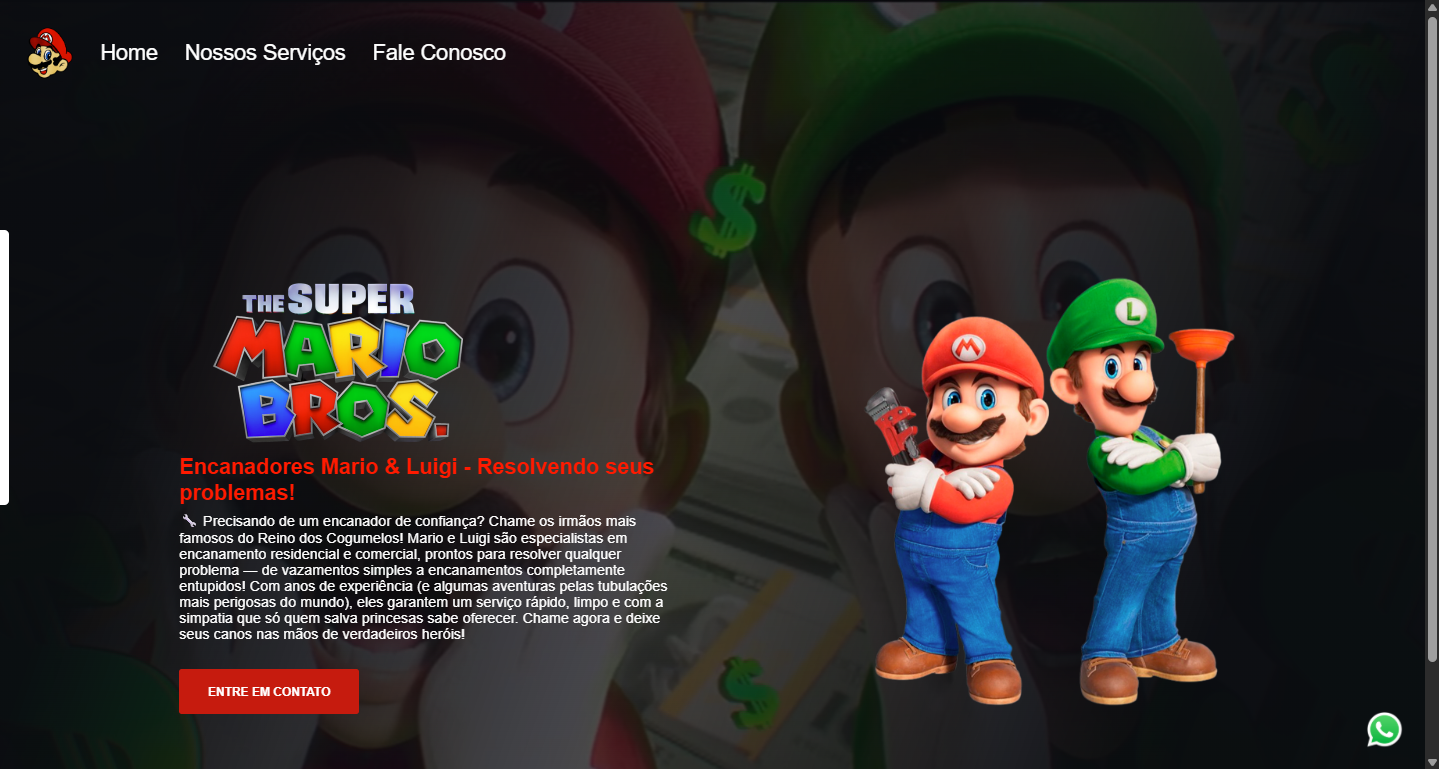 Home Nossos Serviços Fale Conosco
THE SUPER
MARIO
BROS.
M
L
Encanadores Mario & Luigi - Resolvendo seus
problemas!
🔧 Precisando de um encanador de confiança? Chame os irmãos mais
famosos do Reino dos Cogumelos! Mario e Luigi são especialistas em
encanamento residencial e comercial, prontos para resolver qualquer
problema — de vazamentos simples a encanamentos completamente
entupidos! Com anos de experiência (e algumas aventuras pelas tubulações
mais perigosas do mundo), eles garantem um serviço rápido, limpo e com a
simpatia que só quem salva princesas sabe oferecer. Chame agora e deixe
seus canos nas mãos de verdadeiros heróis!
ENTRE EM CONTATO